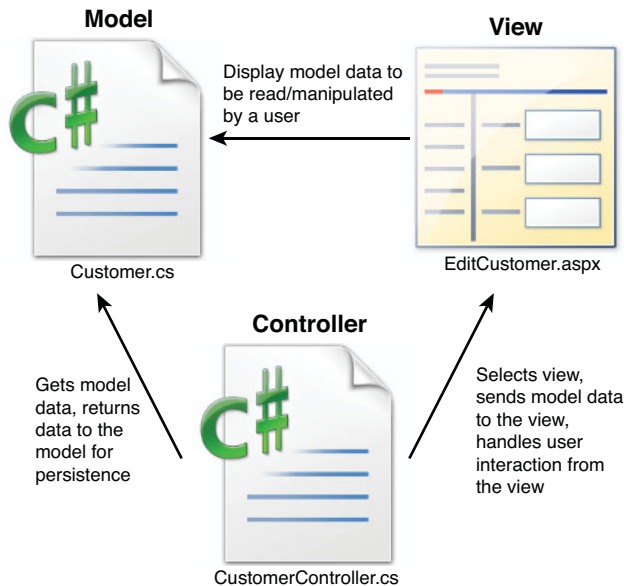 Model
View
Display model data to
be read/manipulated
by a user
C#
Customer.cs
EditCustomer.aspx
Controller
Gets model
data, returns
data to the
model for
persistence
C#
Selects view,
sends model data
to the view,
handles user
interaction from
the view
CustomerController.cs